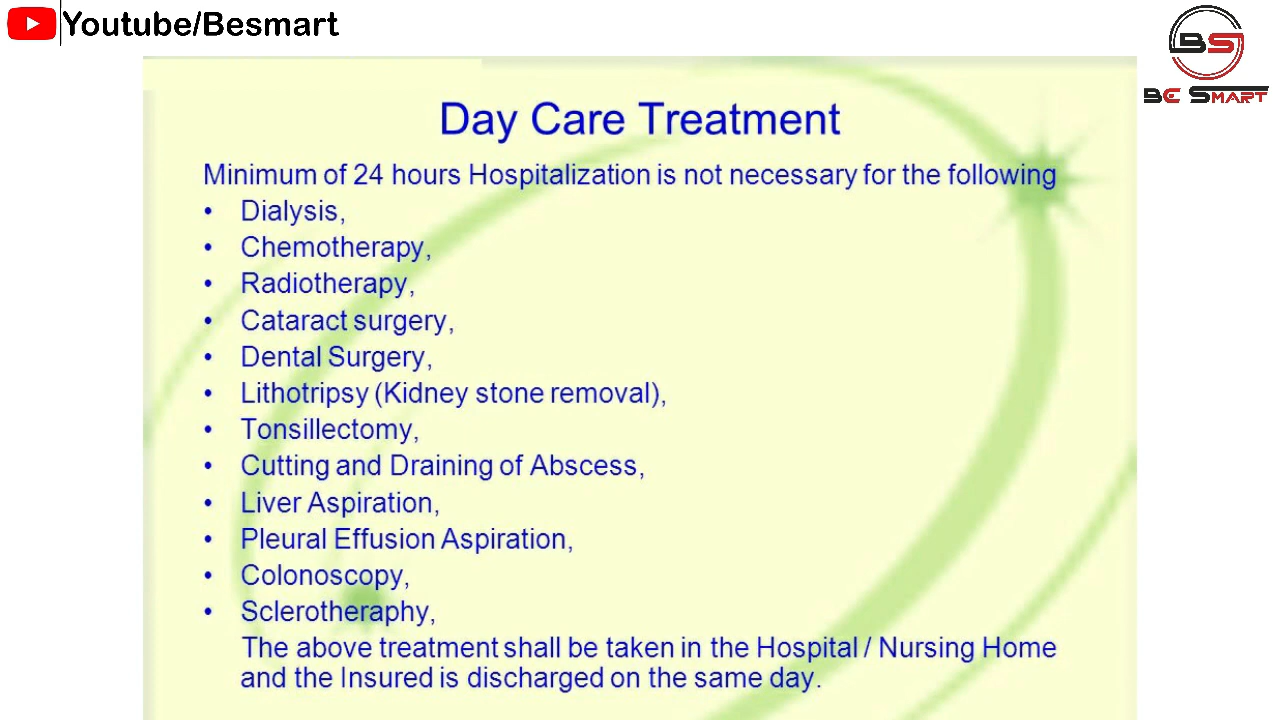 Youtube/Besmart
BS
BE SMART
Day Care Treatment
Minimum of 24 hours Hospitalization is not necessary for the following
• Dialysis,
• Chemotherapy,
• Radiotherapy,
• Cataract surgery,
• Dental Surgery,
• Lithotripsy (Kidney stone removal),
• Tonsillectomy,
• Cutting and Draining of Abscess,
• Liver Aspiration,
• Pleural Effusion Aspiration,
• Colonoscopy,
• Sclerotheraphy,
The above treatment shall be taken in the Hospital / Nursing Home
and the Insured is discharged on the same day.